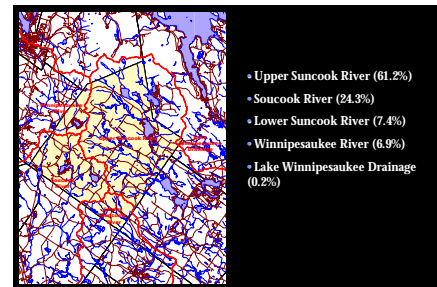 • Upper Suncook River (61.2%)
• Soucook River (24.3%)
• Lower Suncook River (7.4%)
• Winnipesaukee River (6.9%)
• Lake Winnipesaukee Drainage
(0.2%)